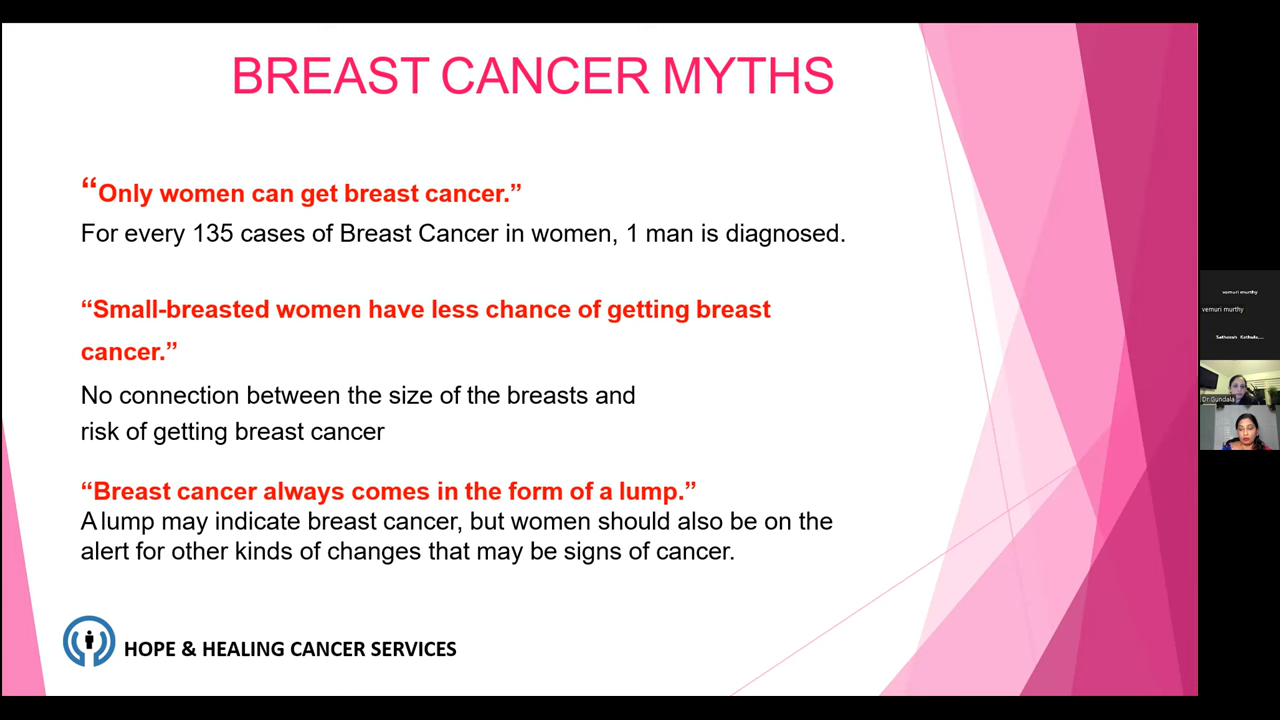 BREAST CANCER MYTHS
“Only women can get breast cancer.”
For every 135 cases of Breast Cancer in women, 1 man is diagnosed.
“Small-breasted women have less chance of getting breast
cancer.”
No connection between the size of the breasts and
risk of getting breast cancer
“Breast cancer always comes in the form of a lump.”
A lump may indicate breast cancer, but women should also be on the
alert for other kinds of changes that may be signs of cancer.
HOPE & HEALING CANCER SERVICES
vemuri murthy
vemuri murthy
Dr.Gundala